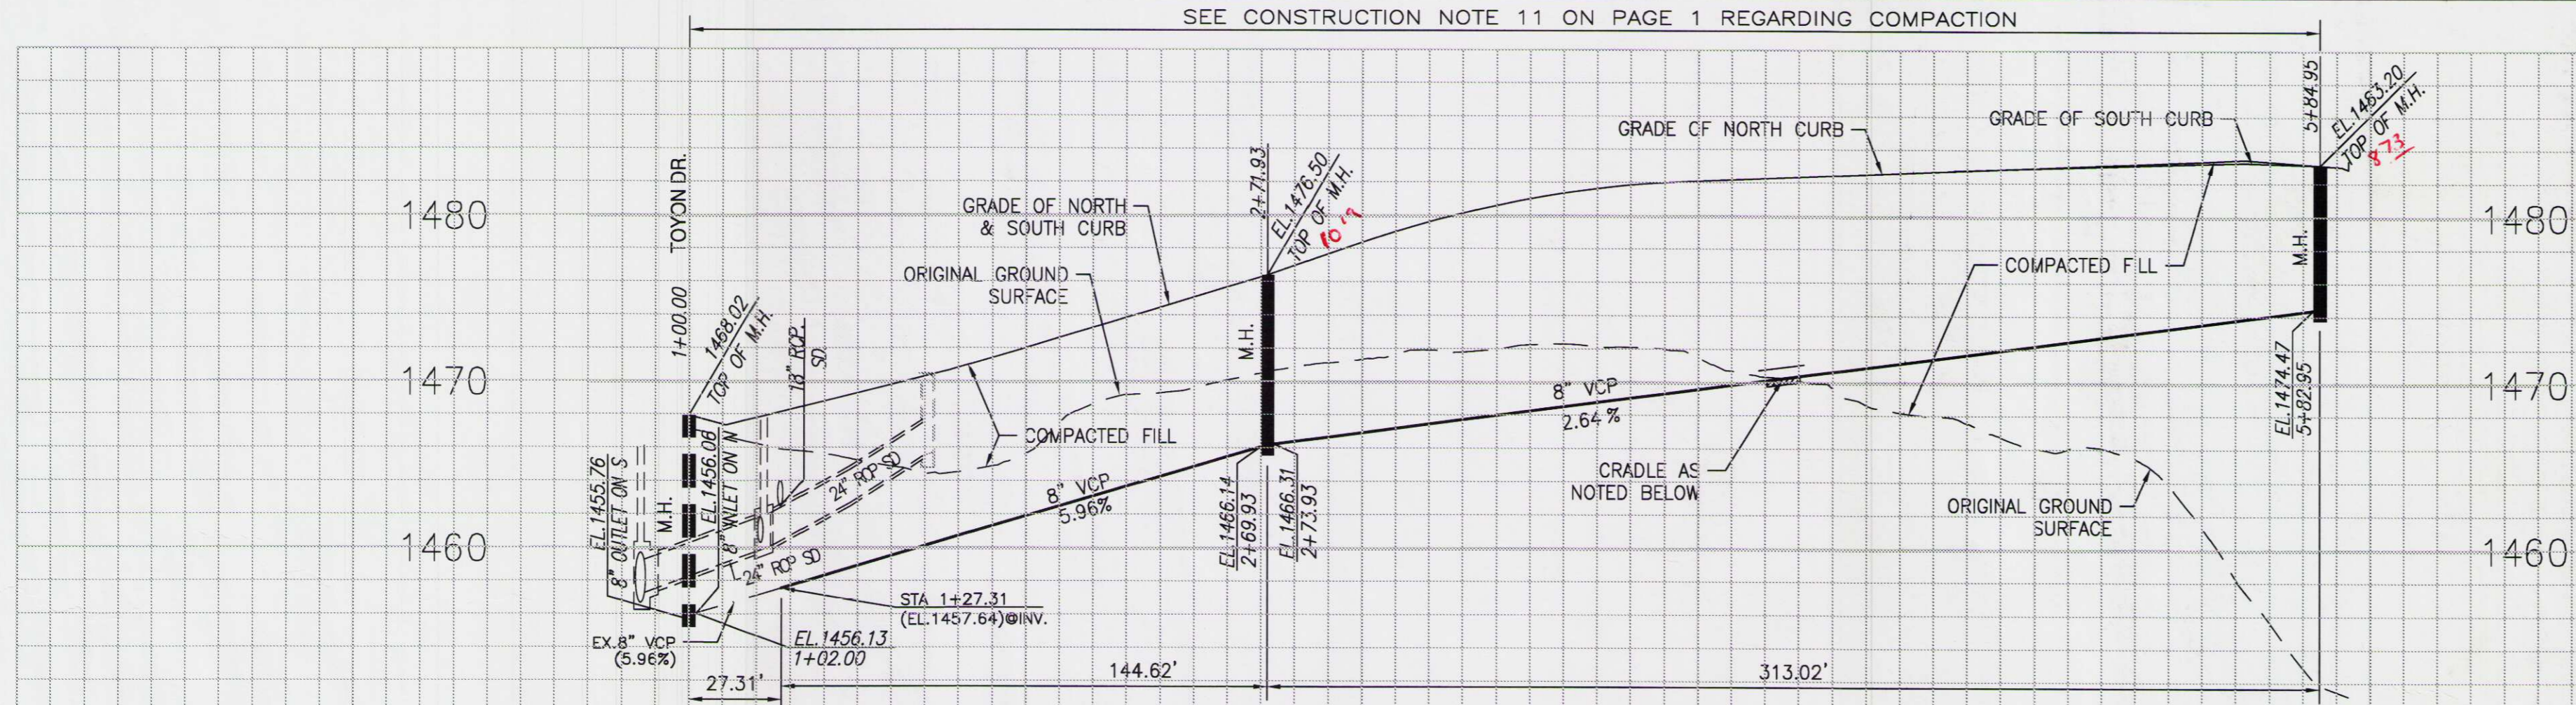 SEE CONSTRUCTION NOTE 11 ON PAGE 1 REGARDING COMPACTION
5+84.95
EL.1483.20
TOP OF M.H.
873
GRADE OF NORTH CURB
GRADE OF SOUTH CURB
TOYON DR.
2+71.93
EL.1476.50
TOP OF M.H.
10.19
1480
GRADE OF NORTH
& SOUTH CURB
1480
M.H.
ORIGINAL GROUND
SURFACE
COMPACTED FILL
1+00.00
1468.02
TOP OF M.H.
18" RCP.
SD.
M.H.
1470
1470
8" VCP
2.64%
EL.1474.47
5+82.95
COMPACTED FILL
EL.1455.76
8" OUTLET ON S
M.H.
EL.1456.06
8" INLET ON N
24" RCP SD
8" VCP
5.96%
CRADLE AS
NOTED BELOW
EL.1466.14
2+69.93
EL.1466.31
2+73.93
ORIGINAL GROUND
SURFACE
1460
1460
24" RCP SD
STA 1+27.31
(EL.1457.64)@INV.
EX.8" VCP
(5.96%)
EL.1456.13
1+02.00
27.31'
144.62'
313.02'